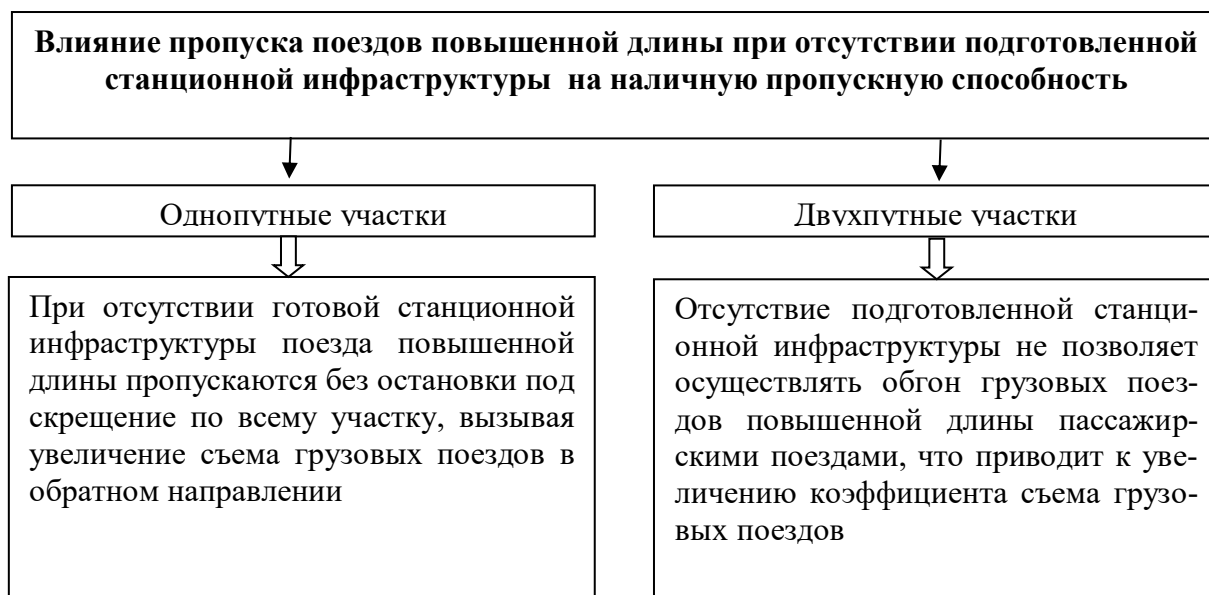 Влияние пропуска поездов повышенной длины при отсутствии подготовленной
станционной инфраструктуры на наличную пропускную способность
Однопутные участки
При отсутствии готовой станционной
инфраструктуры поезда повышенной
длины пропускаются без остановки под
скрещение по всему участку, вызывая
увеличение съема грузовых поездов в
обратном направлении
Двухпутные участки
Отсутствие подготовленной станци-
онной инфраструктуры не позволяет
осуществлять обгон грузовых поез-
дов повышенной длины пассажир-
скими поездами, что приводит к уве-
личению коэффициента съема грузо-
вых поездов